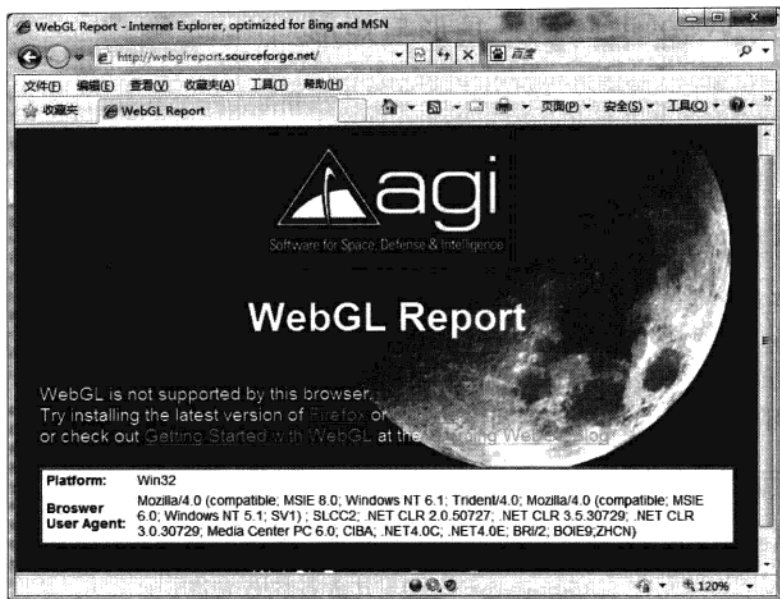 WebGL Report - Internet Explorer, optimized for Bing and MSN
http://webglreport.sourceforge.net/
百度
文件(F) 编辑(E) 查看(V) 收藏夹(A) 工具(T) 帮助(H)
收藏夹 WebGL Report 页面(P) 安全(S) 工具(O)
agi
Software for Space, Defense & Intelligence
WebGL Report
WebGL is not supported by this browser.
Try installing the latest version of Firefox or
or check out Getting Started with WebGL at the Blog
Platform: Win32
Broswer User Agent: Mozilla/4.0 (compatible; MSIE 8.0; Windows NT 6.1; Trident/4.0; Mozilla/4.0 (compatible; MSIE
6.0; Windows NT 5.1; SV1) ; SLCC2; .NET CLR 2.0.50727; .NET CLR 3.5.30729; .NET CLR
3.0.30729; Media Center PC 6.0; CIBA; .NET4.0C; .NET4.0E; BRI/2; BOIE9;ZHCN)
120%